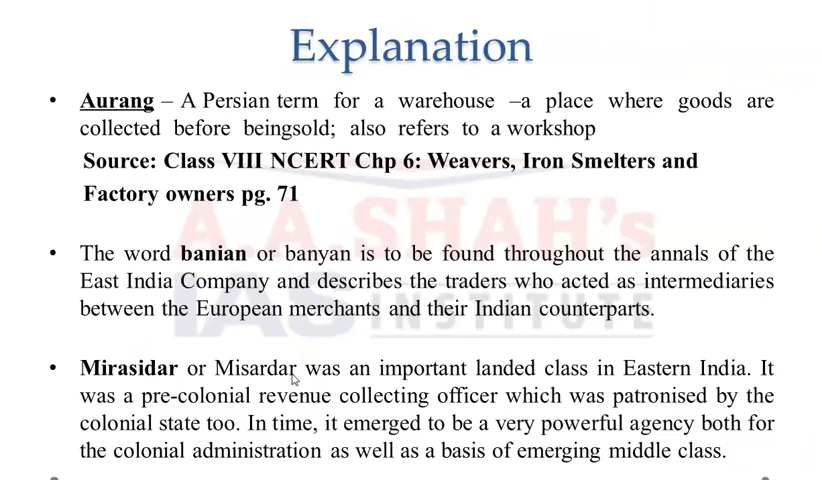 Explanation
• Aurang – A Persian term for a warehouse –a place where goods are
collected before beingsold; also refers to a workshop
Source: Class VIII NCERT Chp 6: Weavers, Iron Smelters and
Factory owners pg. 71
• The word banian or banyan is to be found throughout the annals of the
East India Company and describes the traders who acted as intermediaries
between the European merchants and their Indian counterparts.
• Mirasidar or Misardar was an important landed class in Eastern India. It
was a pre-colonial revenue collecting officer which was patronised by the
colonial state too. In time, it emerged to be a very powerful agency both for
the colonial administration as well as a basis of emerging middle class.
A.A.SHAH's
IAS INSTITUTE